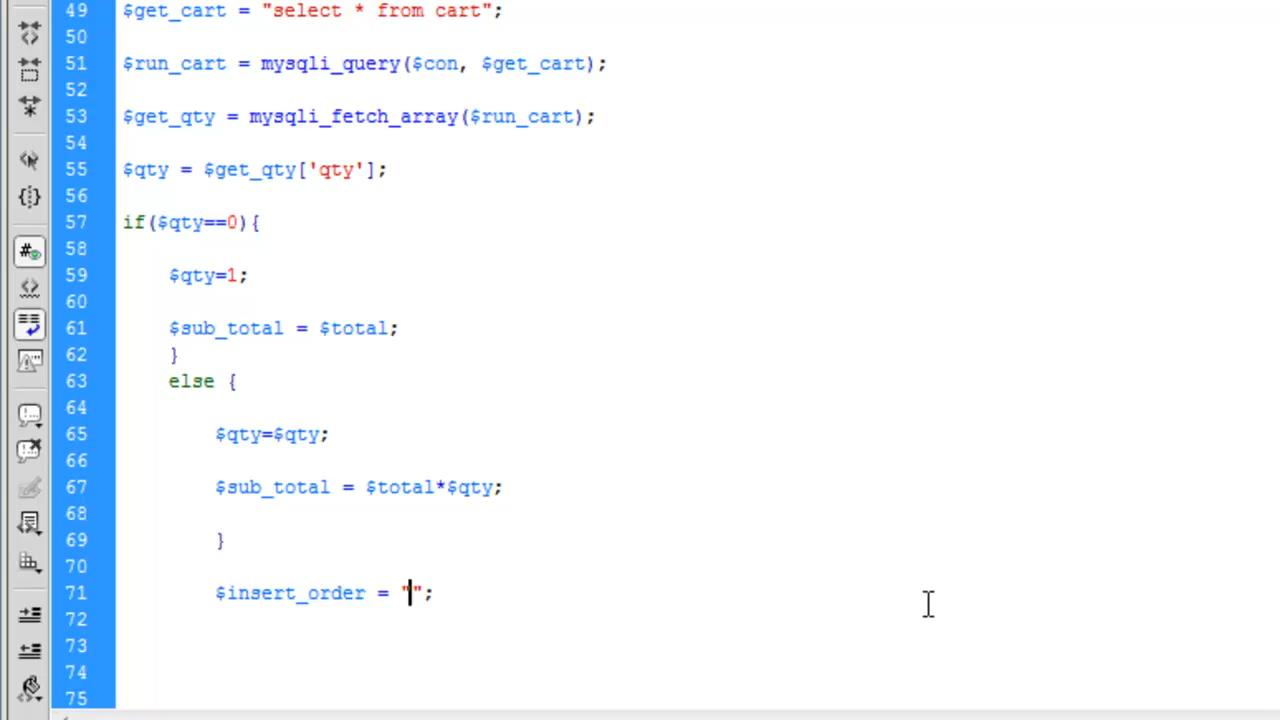 49 $get_cart = "select * from cart";
50
51 $run_cart = mysqli_query($con, $get_cart);
52
53 $get_qty = mysqli_fetch_array($run_cart);
54
55 $qty = $get_qty['qty'];
56
57 if($qty==0){
58
59 $qty=1;
60
61 $sub_total = $total;
62 }
63 else {
64
65 $qty=$qty;
66
67 $sub_total = $total*$qty;
68
69 }
70
71 $insert_order = "";
72
73
74
75